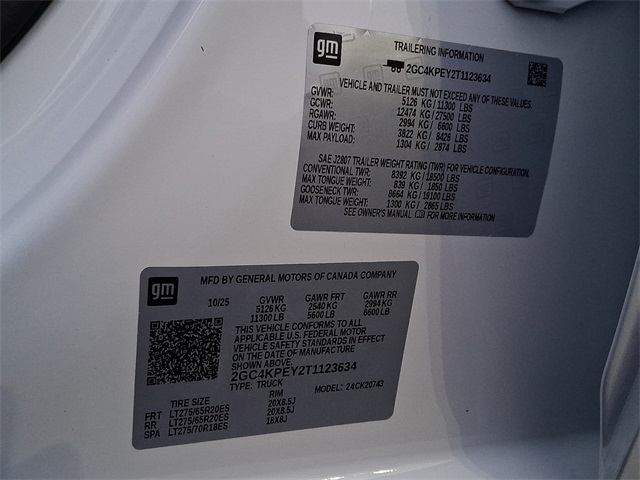 gm
TRAILERING INFORMATION
2GC4KPEY2T1123634
VEHICLE AND TRAILER MUST NOT EXCEED ANY OF THESE VALUES.
GVWR: 5126 KG / 11300 LBS
GCWR: 12474 KG / 27500 LBS
RGAWR: 2994 KG / 6600 LBS
CURB WEIGHT: 3822 KG / 8426 LBS
MAX PAYLOAD: 1304 KG / 2874 LBS
SAE J2807 TRAILER WEIGHT RATING (TWR) FOR VEHICLE CONFIGURATION.
CONVENTIONAL TWR: 8392 KG / 18500 LBS
MAX TONGUE WEIGHT: 839 KG / 1850 LBS
GOOSENECK TWR: 8664 KG / 19100 LBS
MAX TONGUE WEIGHT: 1300 KG / 2865 LBS
SEE OWNER'S MANUAL FOR MORE INFORMATION
gm
MFD BY GENERAL MOTORS OF CANADA COMPANY
10/25 GVWR GAWR FRT GAWR RR
5126 KG 2540 KG 2994 KG
11300 LB 5600 LB 6600 LB
THIS VEHICLE CONFORMS TO ALL
APPLICABLE U.S. FEDERAL MOTOR
VEHICLE SAFETY STANDARDS IN EFFECT
ON THE DATE OF MANUFACTURE
SHOWN ABOVE.
2GC4KPEY2T1123634
TYPE: TRUCK MODEL: 24CK20743
TIRE SIZE RIM
FRT LT275/65R20ES 20X8.5J
RR LT275/65R20ES 20X8.5J
SPA LT275/70R18ES 18X8J